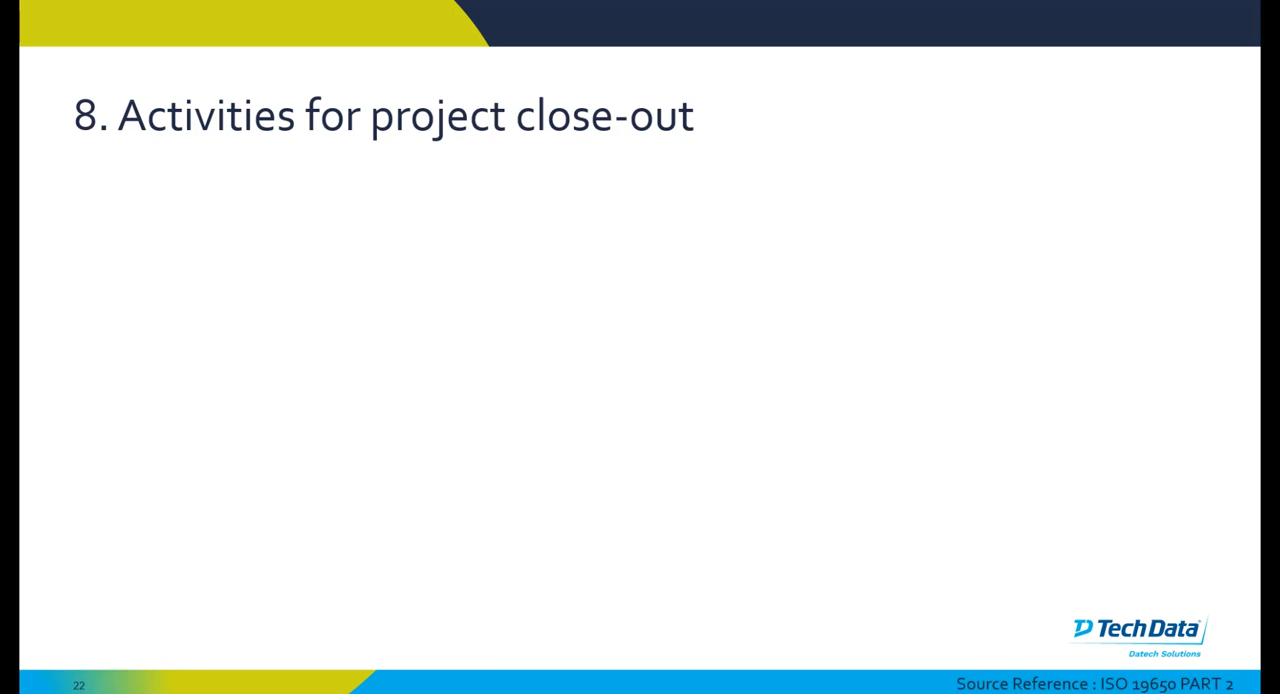 8. Activities for project close-out
TechData
Datech Solutions
22
Source Reference : ISO 19650 PART 2